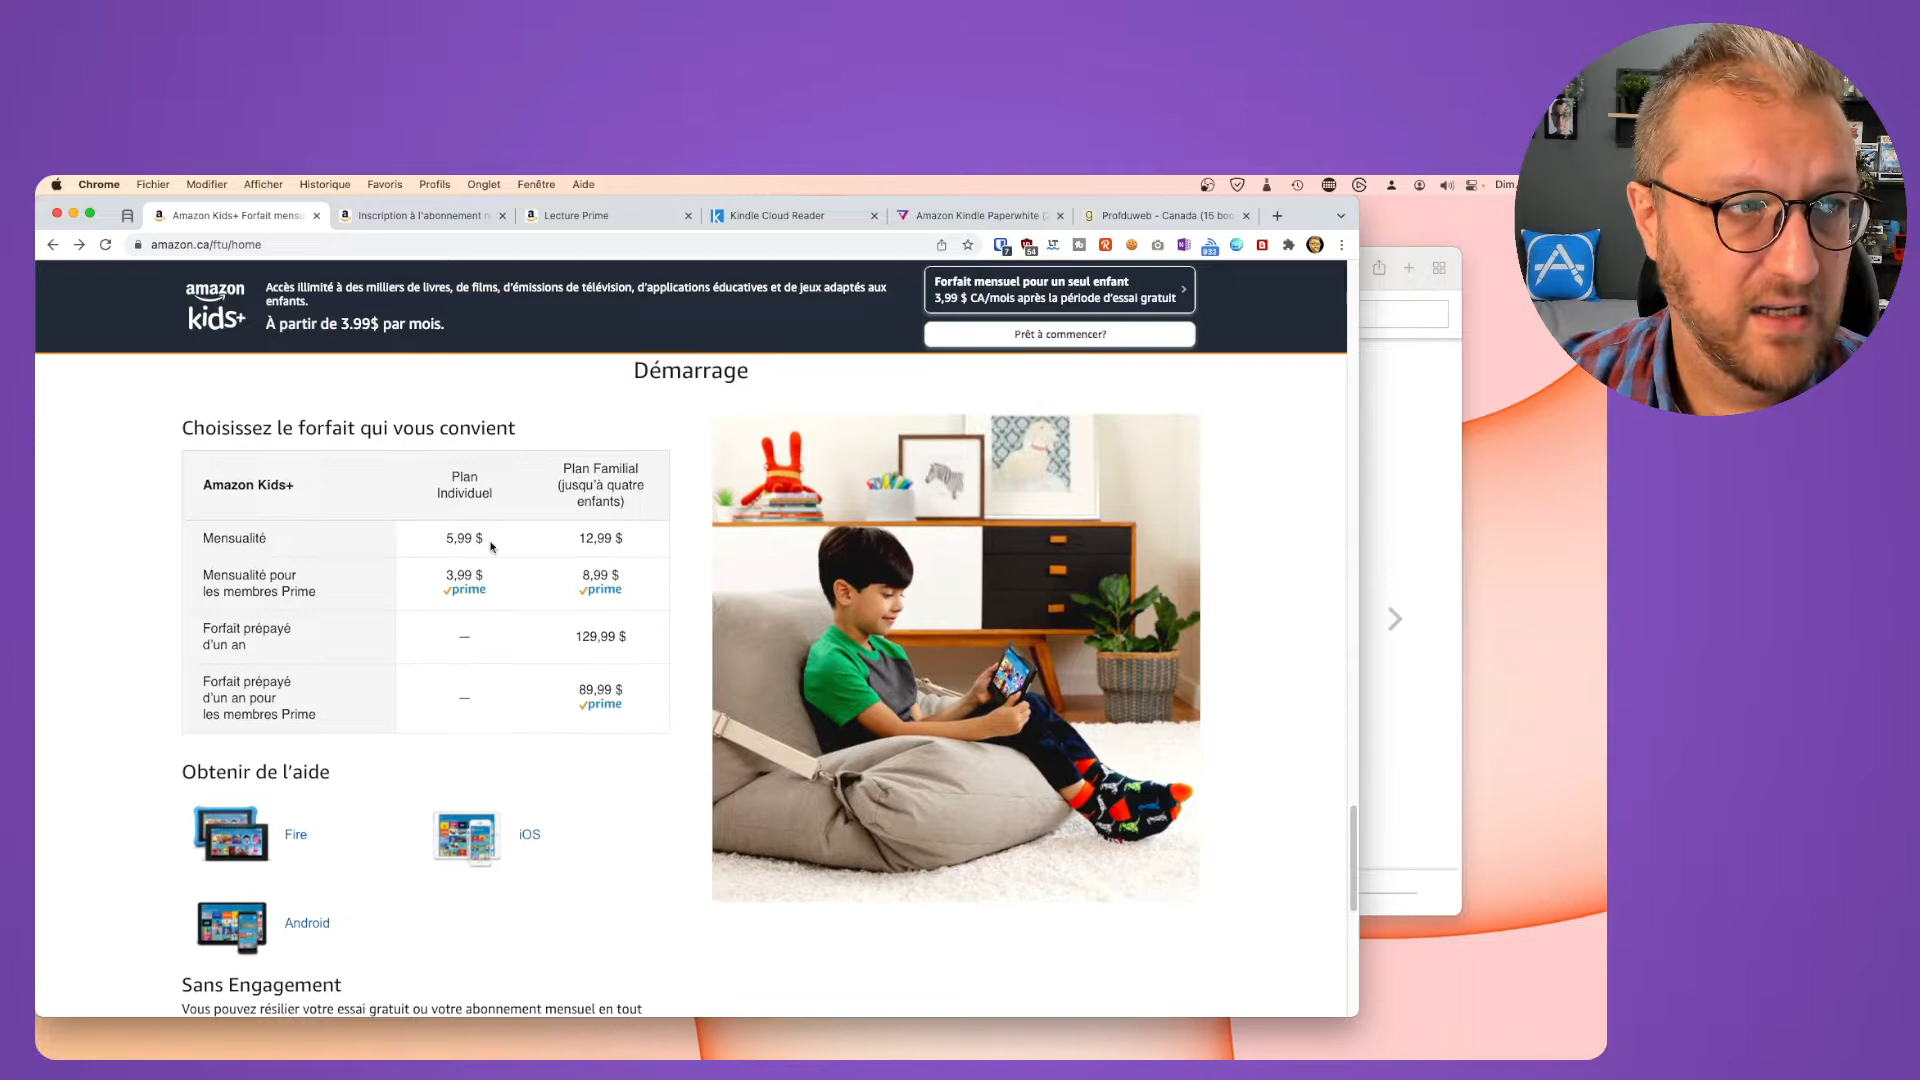 Chrome Fichier Modifier Afficher Historique Favoris Profils Onglet Fenêtre Aide
Dim.
Amazon Kids+ Forfait mensu
Inscription à l'abonnement n
Lecture Prime
Kindle Cloud Reader
Amazon Kindle Paperwhite (2
Profduweb - Canada (15 boo
amazon.ca/ftu/home
amazon
kids+
Accès illimité à des milliers de livres, de films, d'émissions de télévision, d'applications éducatives et de jeux adaptés aux
enfants.
À partir de 3.99$ par mois.
Forfait mensuel pour un seul enfant
3,99 $ CA/mois après la période d'essai gratuit
Prêt à commencer?
Démarrage
Choisissez le forfait qui vous convient
Amazon Kids+
Plan
Individuel
Plan Familial
(jusqu'à quatre
enfants)
Mensualité 5,99 $ 12,99 $
Mensualité pour
les membres Prime
3,99 $
prime
8,99 $
prime
Forfait prépayé
d'un an
— 129,99 $
Forfait prépayé
d'un an pour
les membres Prime
—
89,99 $
prime
Obtenir de l'aide
Fire
iOS
Android
Sans Engagement
Vous pouvez résilier votre essai gratuit ou votre abonnement mensuel en tout